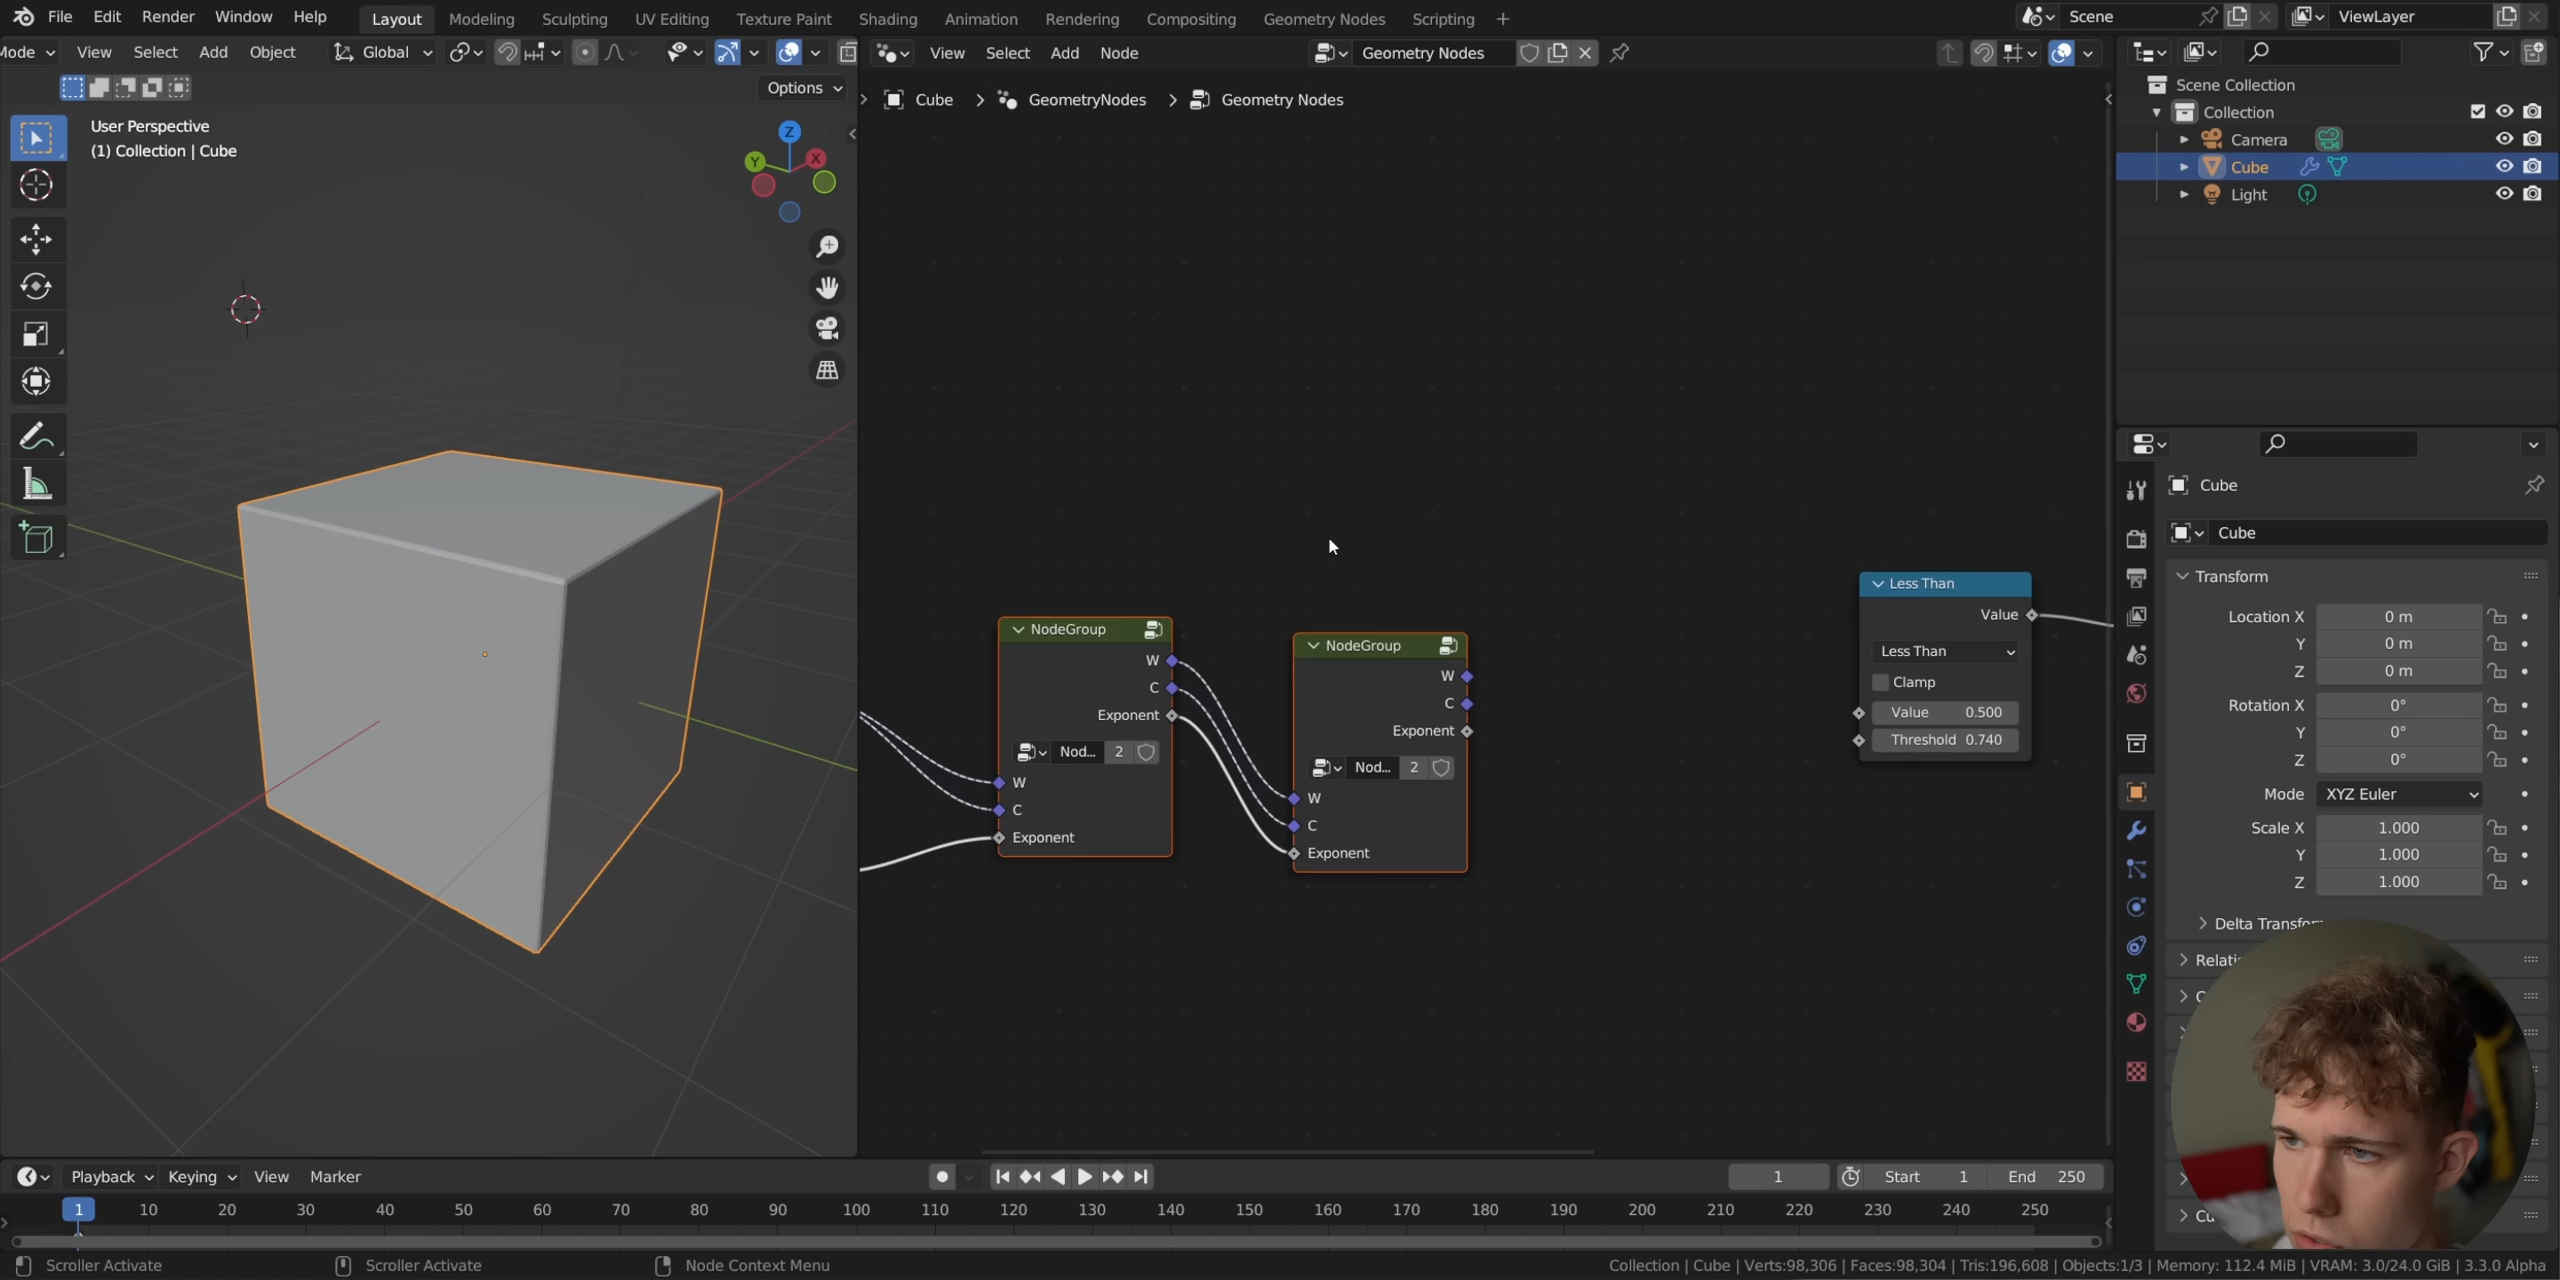 File Edit Render Window Help Layout Modeling Sculpting UV Editing Texture Paint Shading Animation Rendering Compositing Geometry Nodes Scripting + Scene ViewLayer
Mode View Select Add Object Global View Select Add Node Geometry Nodes
Options
Cube > GeometryNodes > Geometry Nodes
User Perspective
(1) Collection | Cube
Z
Y
X
Scene Collection
Collection
Camera
Cube
Light
NodeGroup
W
C
Exponent
Nod... 2
W
C
Exponent
NodeGroup
W
C
Exponent
Nod... 2
W
C
Exponent
Less Than
Value
Less Than
Clamp
Value 0.500
Threshold 0.740
Cube
Cube
Transform
Location X 0 m
Y 0 m
Z 0 m
Rotation X 0°
Y 0°
Z 0°
Mode XYZ Euler
Scale X 1.000
Y 1.000
Z 1.000
Delta Transfor
Relati
C
Cu
Playback Keying View Marker 1 Start 1 End 250
1 10 20 30 40 50 60 70 80 90 100 110 120 130 140 150 160 170 180 190 200 210 220 230 240 250
Scroller Activate Scroller Activate Node Context Menu Collection | Cube | Verts:98,306 | Faces:98,304 | Tris:196,608 | Objects:1/3 | Memory: 112.4 MiB | VRAM: 3.0/24.0 GiB | 3.3.0 Alpha